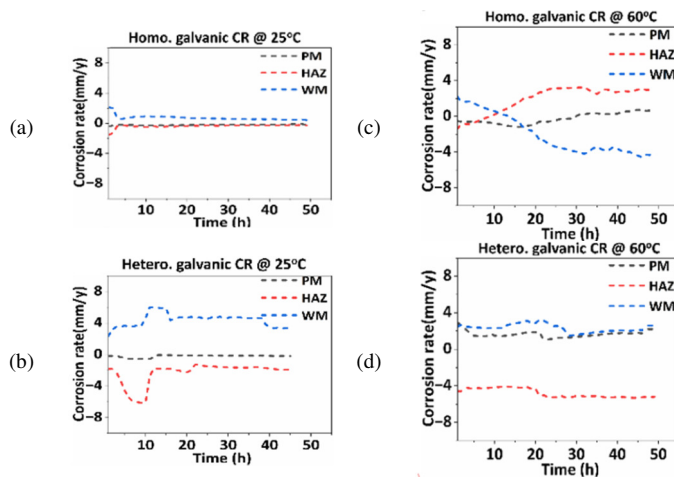 (a)
Homo. galvanic CR @ 25°C
PM
HAZ
WM
Corrosion rate(mm/y)
8
4
0
−4
−8
10 20 30 40 50
Time (h)
(b)
Hetero. galvanic CR @ 25°C
PM
HAZ
WM
Corrosion rate(mm/y)
8
4
0
−4
−8
10 20 30 40 50
Time (h)
(c)
Homo. galvanic CR @ 60°C
PM
HAZ
WM
Corrosion rate(mm/y)
8
4
0
−4
−8
10 20 30 40 50
Time (h)
(d)
Hetero. galvanic CR @ 60°C
PM
HAZ
WM
Corrosion rate(mm/y)
8
4
0
−4
−8
10 20 30 40 50
Time (h)